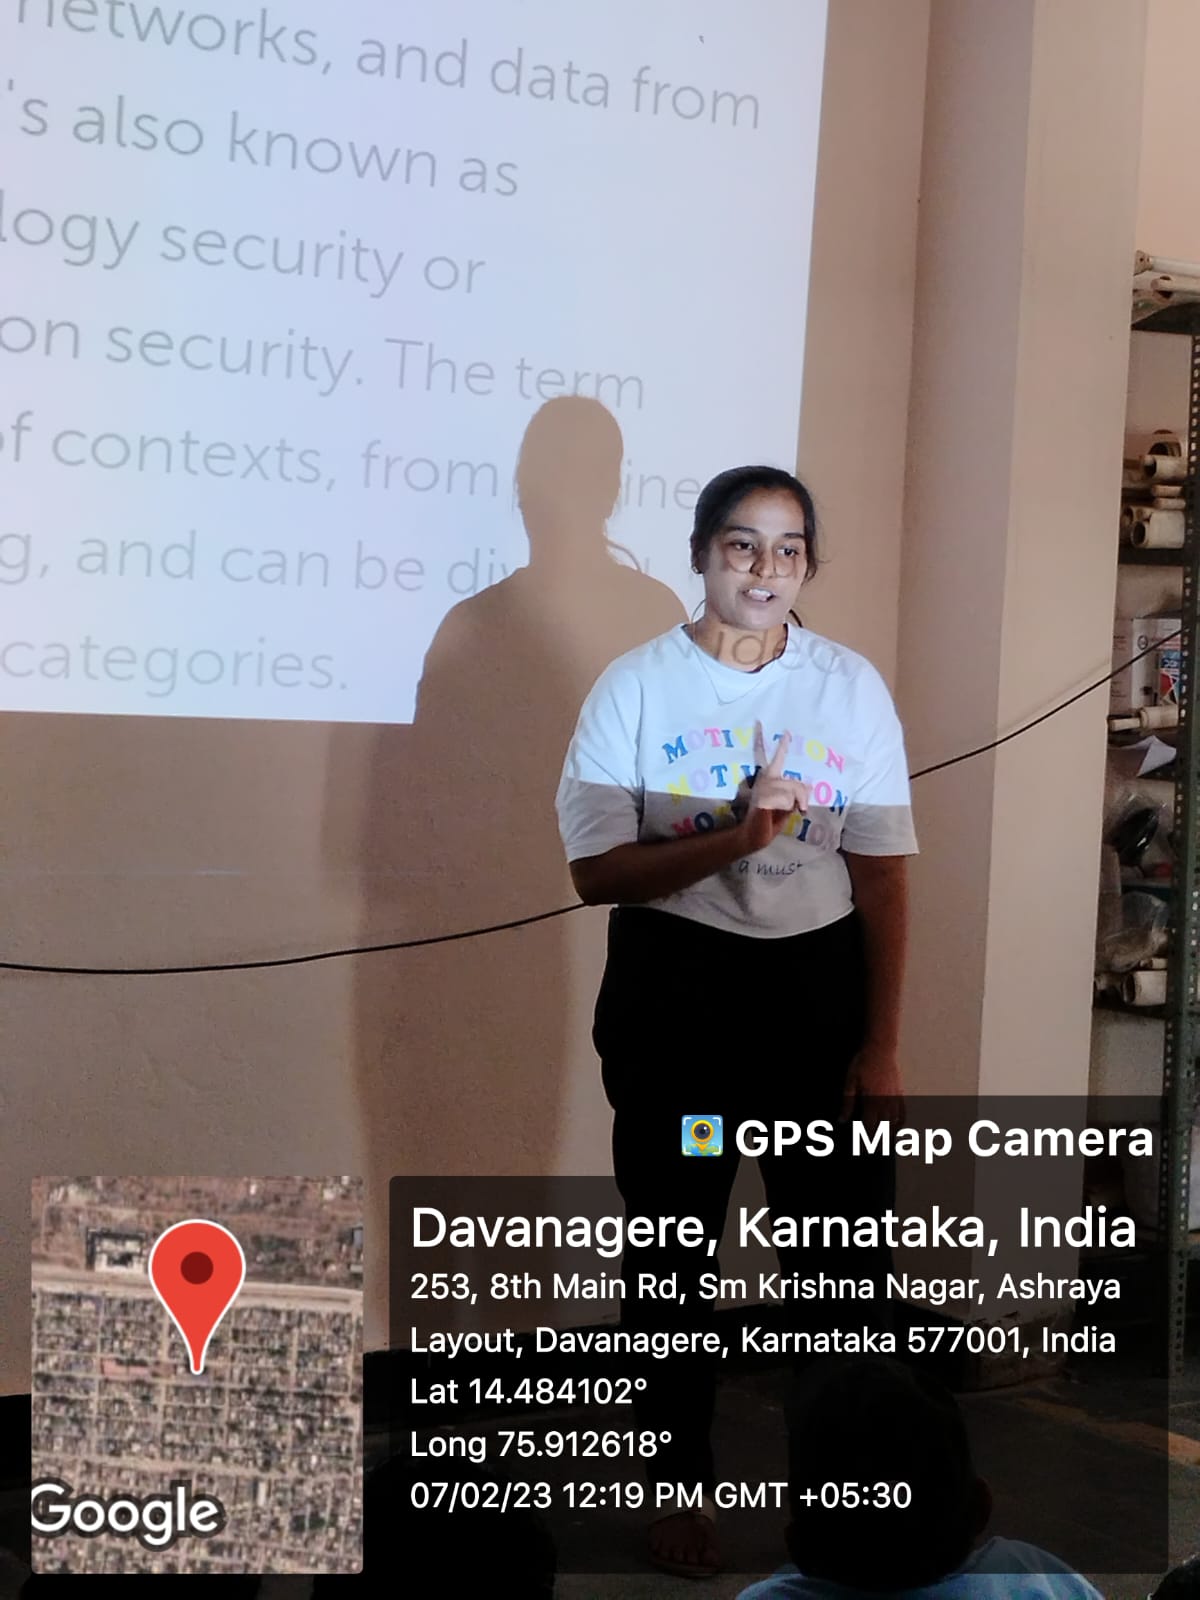 networks, and data from
's also known as
logy security or
on security. The term
of contexts, from
g, and can be
categories.
MOTIVATION
MOTIVATION
MOTIVATION
a must
GPS Map Camera
Davanagere, Karnataka, India
253, 8th Main Rd, Sm Krishna Nagar, Ashraya
Layout, Davanagere, Karnataka 577001, India
Lat 14.484102°
Long 75.912618°
07/02/23 12:19 PM GMT +05:30
Google